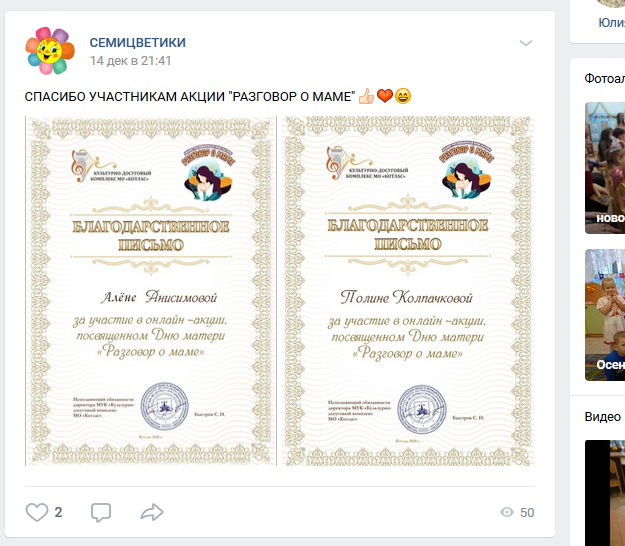 СЕМИЦВЕТИКИ
14 дек в 21:41
СПАСИБО УЧАСТНИКАМ АКЦИИ "РАЗГОВОР О МАМЕ"
КУЛЬТУРНО-ДОСУГОВЫЙ
КОМПЛЕКС МО «КОТЛАС»
РАЗГОВОР О МАМЕ
БЛАГОДАРСТВЕННОЕ
ПИСЬМО
Алёне Анисимовой
за участие в онлайн –акции,
посвященном Дню матери
«Разговор о маме»
Исполняющий обязанности
директора МУК «Культурно-
досуговый комплекс
МО «Котлас»
Быстров С. Н.
КУЛЬТУРНО-ДОСУГОВЫЙ
КОМПЛЕКС МО «КОТЛАС»
РАЗГОВОР О МАМЕ
БЛАГОДАРСТВЕННОЕ
ПИСЬМО
Полине Колпачковой
за участие в онлайн –акции,
посвященном Дню матери
«Разговор о маме»
Исполняющий обязанности
директора МУК «Культурно-
досуговый комплекс
МО «Котлас»
Быстров С. Н.
2
50
Юлия
Фотоал
ново
Осен
Видео